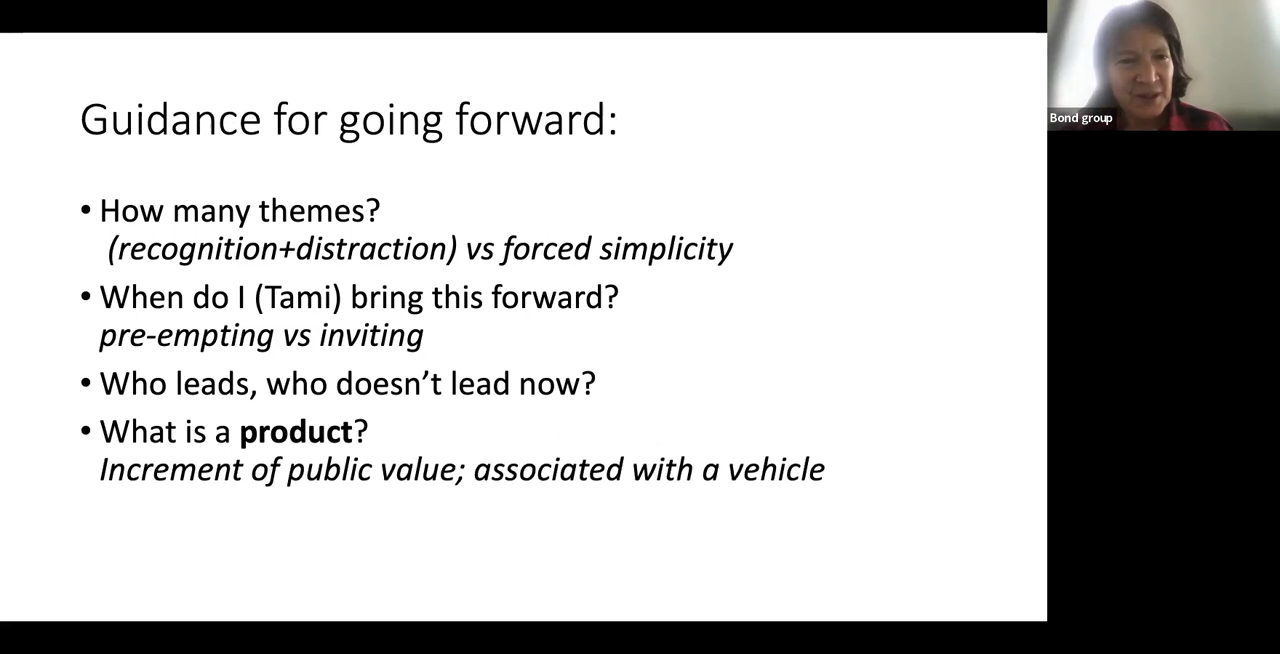 Guidance for going forward:
• How many themes?
(recognition+distraction) vs forced simplicity
• When do I (Tami) bring this forward?
pre-empting vs inviting
• Who leads, who doesn’t lead now?
• What is a product?
Increment of public value; associated with a vehicle
Bond group